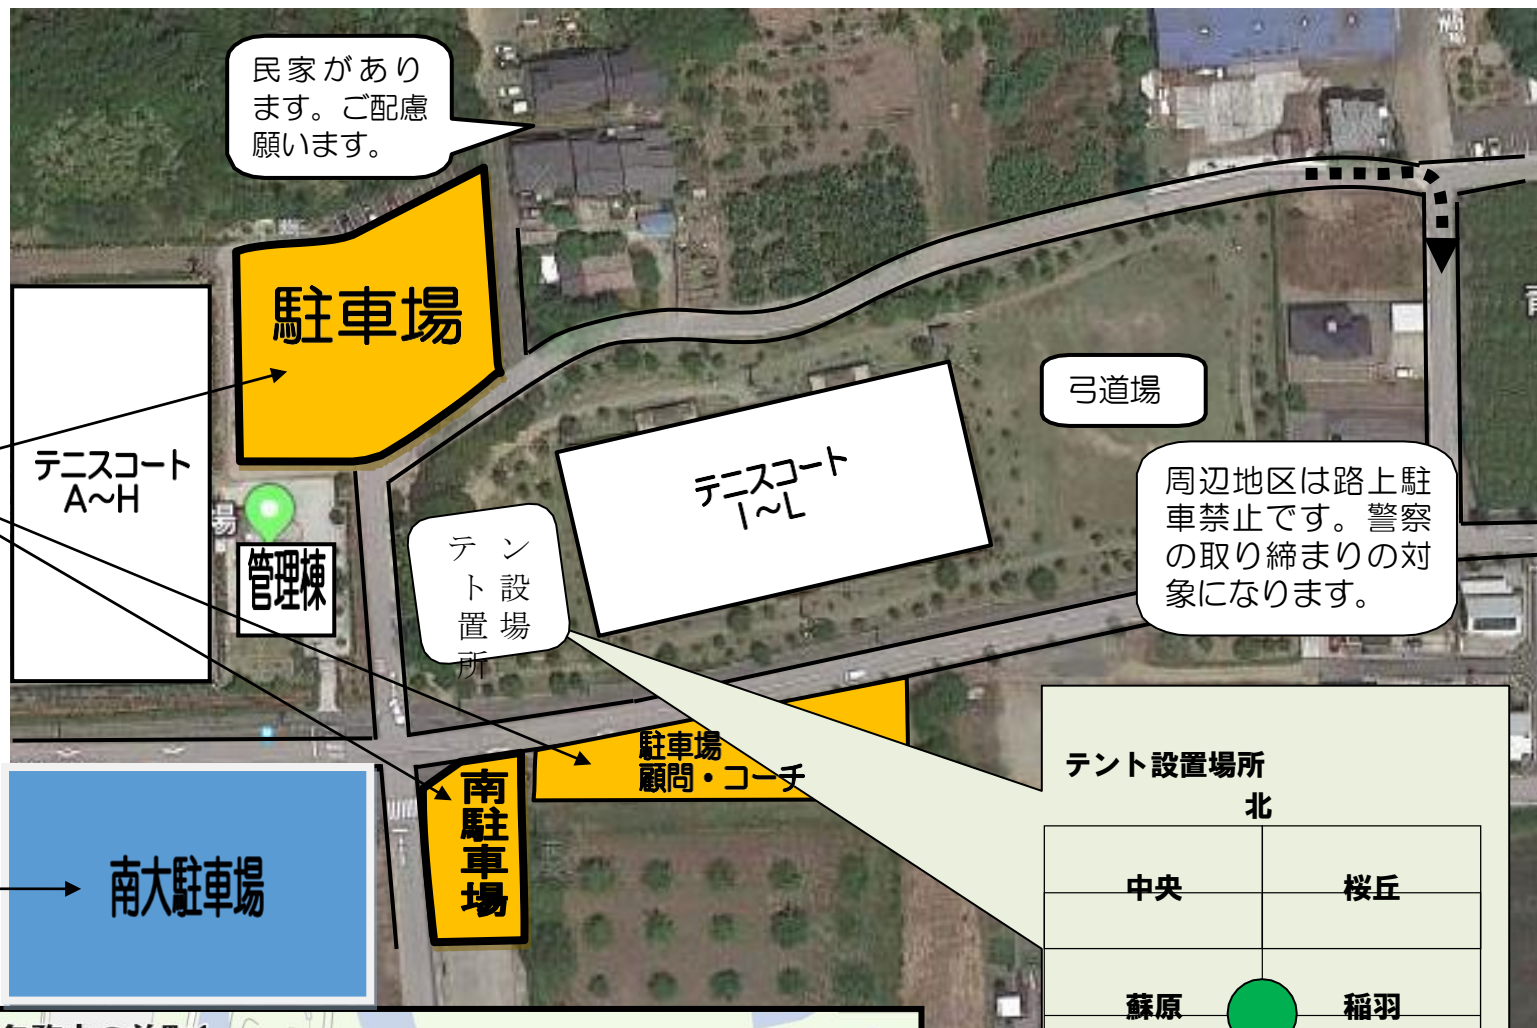 民家があり
ます。ご配慮
願います。
駐車場
テニスコート
A～H
場
管理棟
テント設置場所
テニスコート
I～L
弓道場
周辺地区は路上駐
車禁止です。警察
の取り締まりの対
象になります。
駐車場
顧問・コーチ
南駐車場
南大駐車場
テント設置場所
北
中央
桜丘
蘇原
稲羽